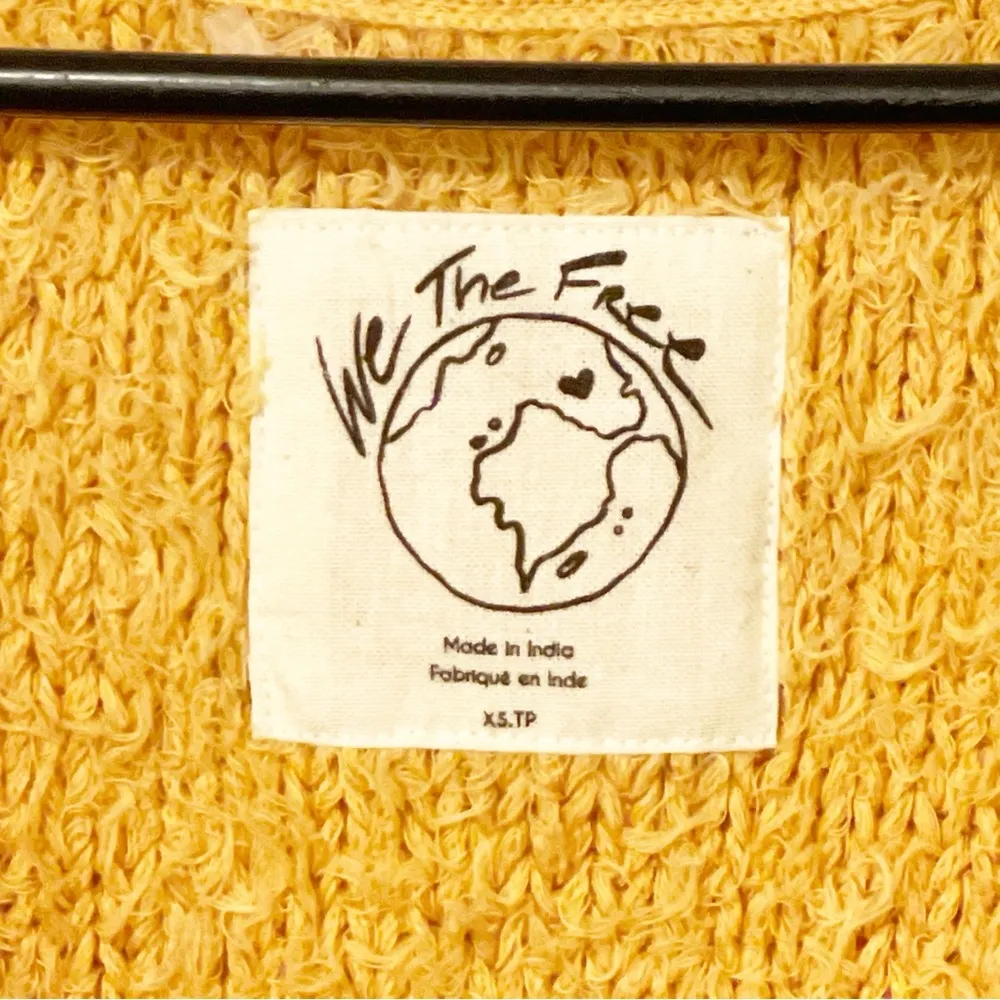 We The Free
Made in India
Fabriqué en Inde
XS.TP